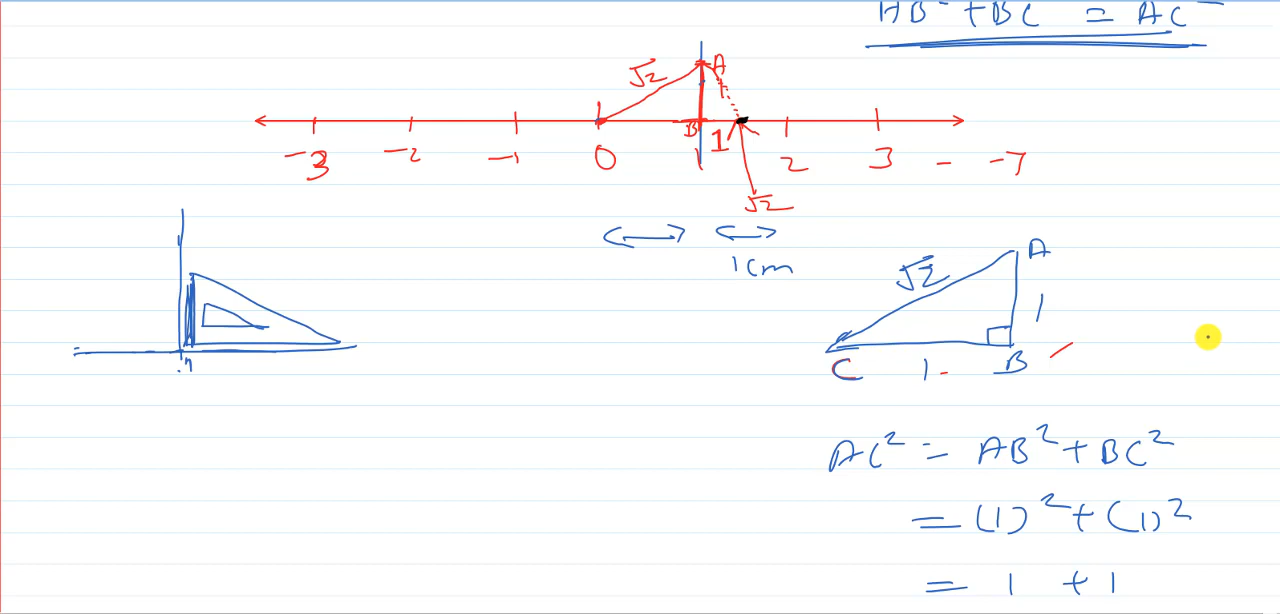 AB² + BC² = AC²
√2 A
B 1
-3 -2 -1 0 1 2 3 - -7
√2
1cm
A
√2
1
C 1 B
AC² = AB² + BC²
= (1)² + (1)²
= 1 + 1